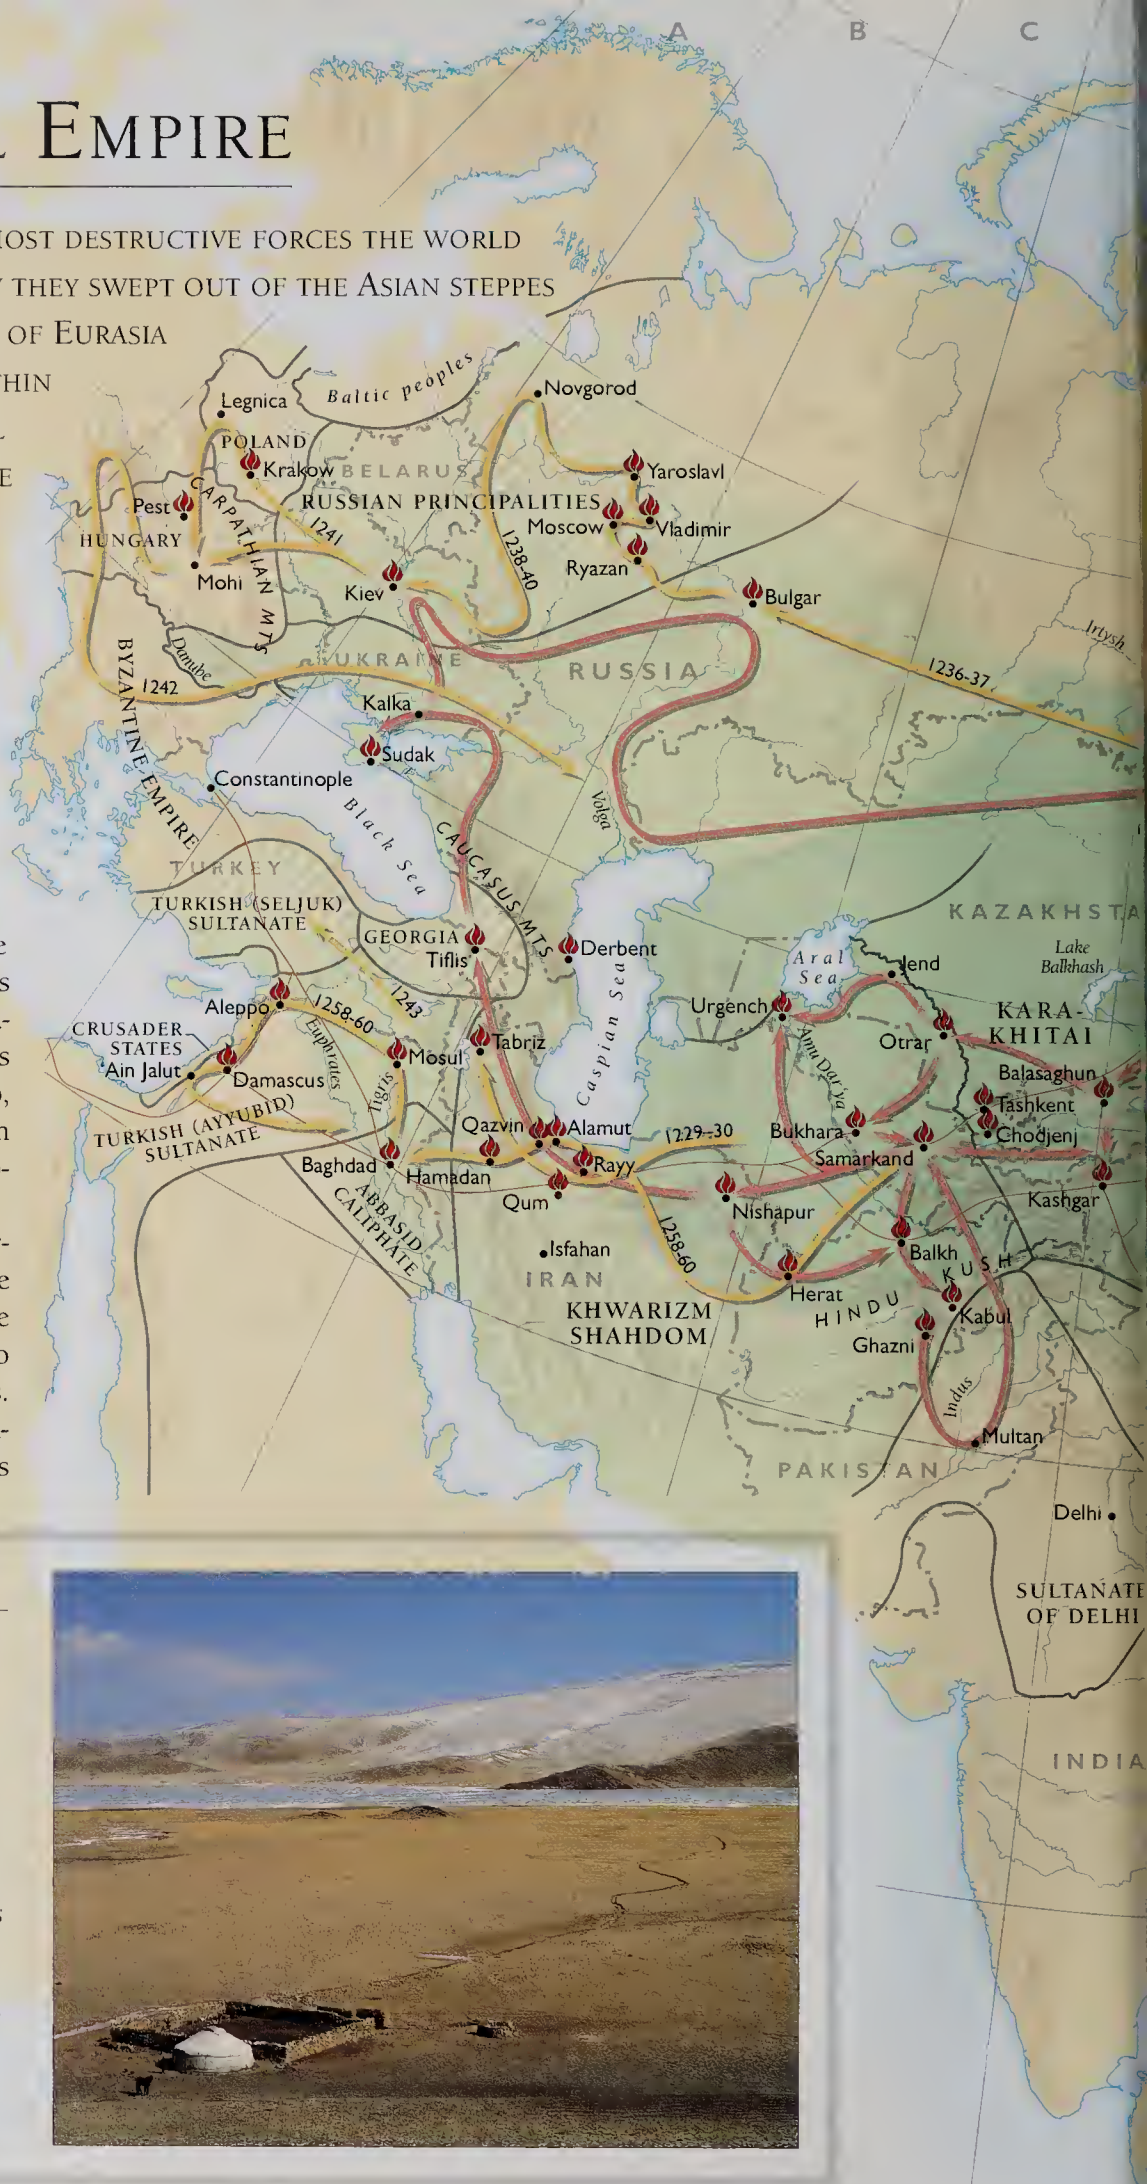 A
B
C
EMPIRE
MOST DESTRUCTIVE FORCES THE WORLD
THEY SWEPT OUT OF THE ASIAN STEPPES
OF EURASIA
Baltic peoples
Novgorod
Legnica
POLAND
Krakow
BELARUS
Yaroslavl
RUSSIAN PRINCIPALITIES
Pest
CARPATHIAN MTS
Moscow
Vladimir
HUNGARY
1241
1238-40
Ryazan
Mohi
Kiev
Bulgar
Irtysh
Danube
UKRAINE
RUSSIA
1236-37
1242
BYZANTINE EMPIRE
Kalka
Sudak
Constantinople
Black Sea
Volga
CAUCASUS MTS
TURKEY
TURKISH (SELJUK)
SULTANATE
KAZAKHSTA
GEORGIA
Tiflis
Derbent
Aral
Sea
Jend
Lake
Balkhash
Aleppo
1258-60
1243
Urgench
KARA-
KHITAI
CRUSADER
STATES
Euphrates
Mosul
Tabriz
Caspian Sea
Amu Dar'ya
Otrar
Ain Jalut
Damascus
Tigris
Balasaghun
Tashkent
TURKISH (AYYUBID)
SULTANATE
Qazvin
Alamut
1229-30
Bukhara
Chodjenj
Baghdad
Hamadan
Rayy
Samarkand
Qum
Nishapur
Kashgar
ABBASID
CALIPHATE
Isfahan
1258-60
Balkh
IRAN
Herat
HINDU KUSH
KHWARIZM
SHAHDOM
Kabul
Ghazni
Indus
Multan
PAKISTAN
Delhi
SULTANATE
OF DELHI
INDIA